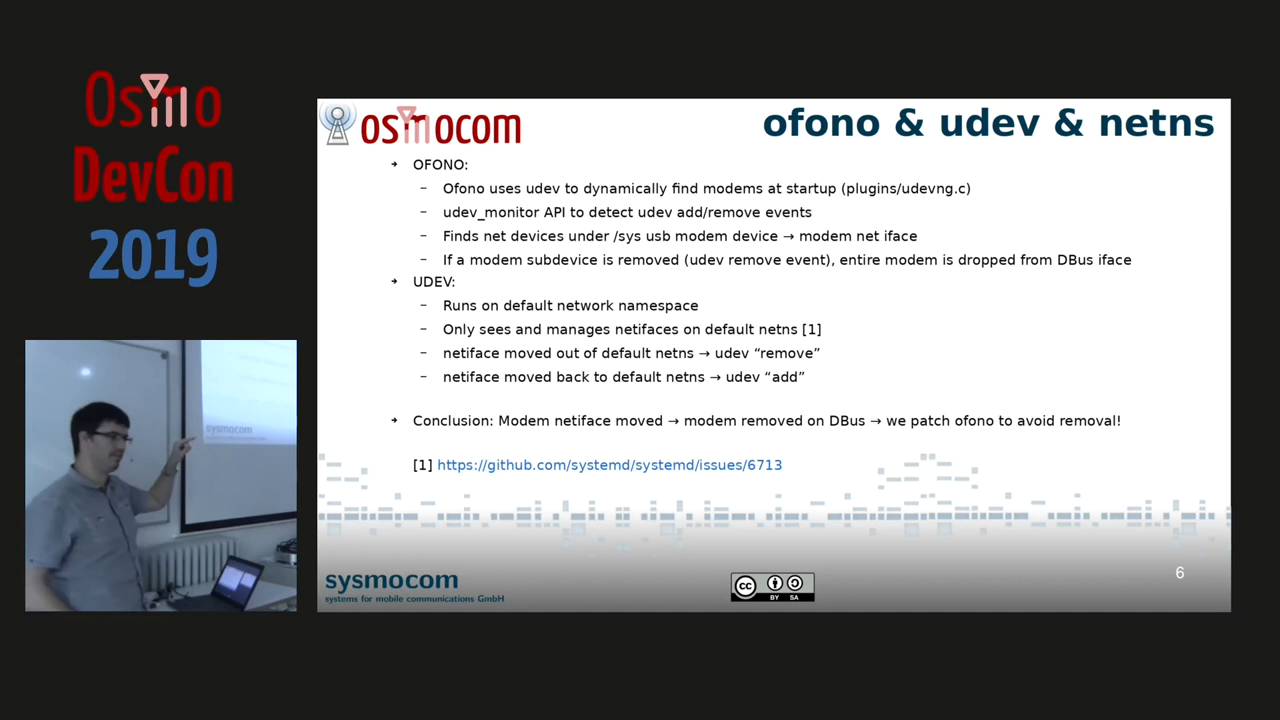 Osmo
DevCon
2019
osmocom
ofono & udev & netns
OFONO:
Ofono uses udev to dynamically find modems at startup (plugins/udevng.c)
udev_monitor API to detect udev add/remove events
Finds net devices under /sys usb modem device → modem net iface
If a modem subdevice is removed (udev remove event), entire modem is dropped from DBus iface
UDEV:
Runs on default network namespace
Only sees and manages netifaces on default netns [1]
netiface moved out of default netns → udev “remove”
netiface moved back to default netns → udev “add”
Conclusion: Modem netiface moved → modem removed on DBus → we patch ofono to avoid removal!
[1] https://github.com/systemd/systemd/issues/6713
sysmocom
sysmocom
systems for mobile communications GmbH
cc
BY SA
6